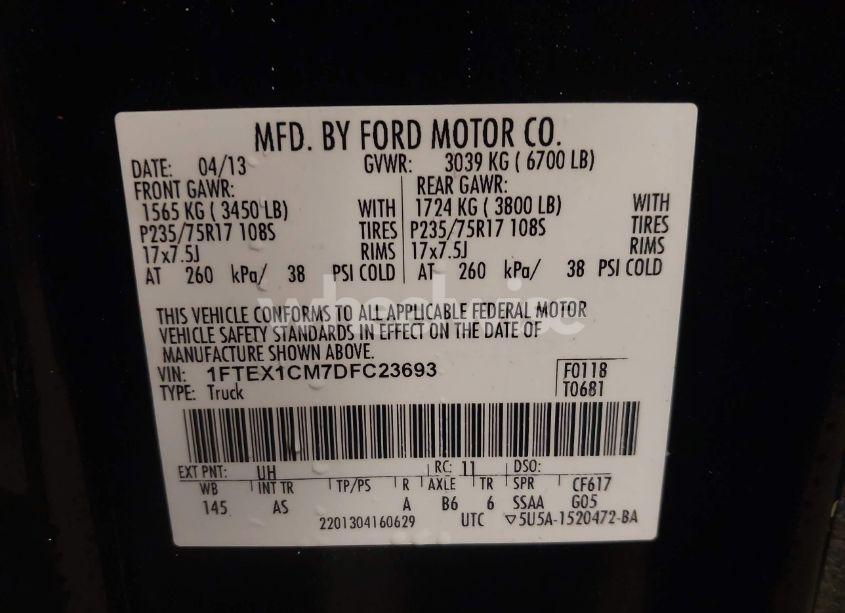 MFD. BY FORD MOTOR CO.
DATE: 04/13 GVWR: 3039 KG ( 6700 LB)
FRONT GAWR: REAR GAWR:
1565 KG ( 3450 LB) WITH 1724 KG ( 3800 LB) WITH
P235/75R17 108S TIRES P235/75R17 108S TIRES
17x7.5J RIMS 17x7.5J RIMS
AT 260 kPa/ 38 PSI COLD AT 260 kPa/ 38 PSI COLD
THIS VEHICLE CONFORMS TO ALL APPLICABLE FEDERAL MOTOR
VEHICLE SAFETY STANDARDS IN EFFECT ON THE DATE OF
MANUFACTURE SHOWN ABOVE.
VIN: 1FTEX1CM7DFC23693 F0118
TYPE: Truck T0681
EXT PNT: UH RC: 11 DSO:
WB INT TR TP/PS R AXLE TR SPR CF617
145 AS A B6 6 SSAA G05
2201304160629 UTC ▽5U5A-1520472-BA